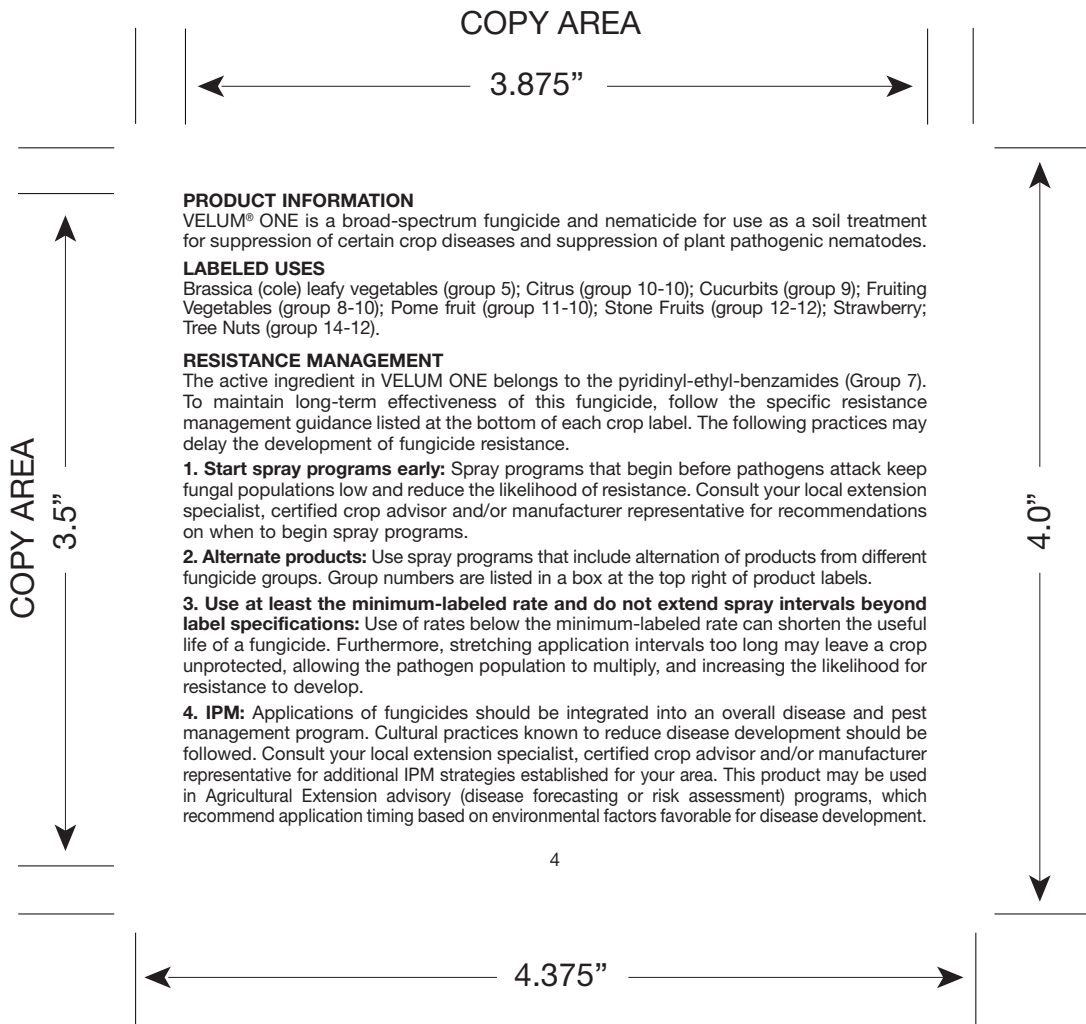 COPY AREA
3.875”
PRODUCT INFORMATION
VELUM® ONE is a broad-spectrum fungicide and nematicide for use as a soil treatment
for suppression of certain crop diseases and suppression of plant pathogenic nematodes.
LABELED USES
Brassica (cole) leafy vegetables (group 5); Citrus (group 10-10); Cucurbits (group 9); Fruiting
Vegetables (group 8-10); Pome fruit (group 11-10); Stone Fruits (group 12-12); Strawberry;
Tree Nuts (group 14-12).
RESISTANCE MANAGEMENT
The active ingredient in VELUM ONE belongs to the pyridinyl-ethyl-benzamides (Group 7).
To maintain long-term effectiveness of this fungicide, follow the specific resistance
management guidance listed at the bottom of each crop label. The following practices may
delay the development of fungicide resistance.
1. Start spray programs early: Spray programs that begin before pathogens attack keep
fungal populations low and reduce the likelihood of resistance. Consult your local extension
specialist, certified crop advisor and/or manufacturer representative for recommendations
on when to begin spray programs.
2. Alternate products: Use spray programs that include alternation of products from different
fungicide groups. Group numbers are listed in a box at the top right of product labels.
3. Use at least the minimum-labeled rate and do not extend spray intervals beyond
label specifications: Use of rates below the minimum-labeled rate can shorten the useful
life of a fungicide. Furthermore, stretching application intervals too long may leave a crop
unprotected, allowing the pathogen population to multiply, and increasing the likelihood for
resistance to develop.
4. IPM: Applications of fungicides should be integrated into an overall disease and pest
management program. Cultural practices known to reduce disease development should be
followed. Consult your local extension specialist, certified crop advisor and/or manufacturer
representative for additional IPM strategies established for your area. This product may be used
in Agricultural Extension advisory (disease forecasting or risk assessment) programs, which
recommend application timing based on environmental factors favorable for disease development.
4
COPY AREA
3.5”
4.0”
4.375”